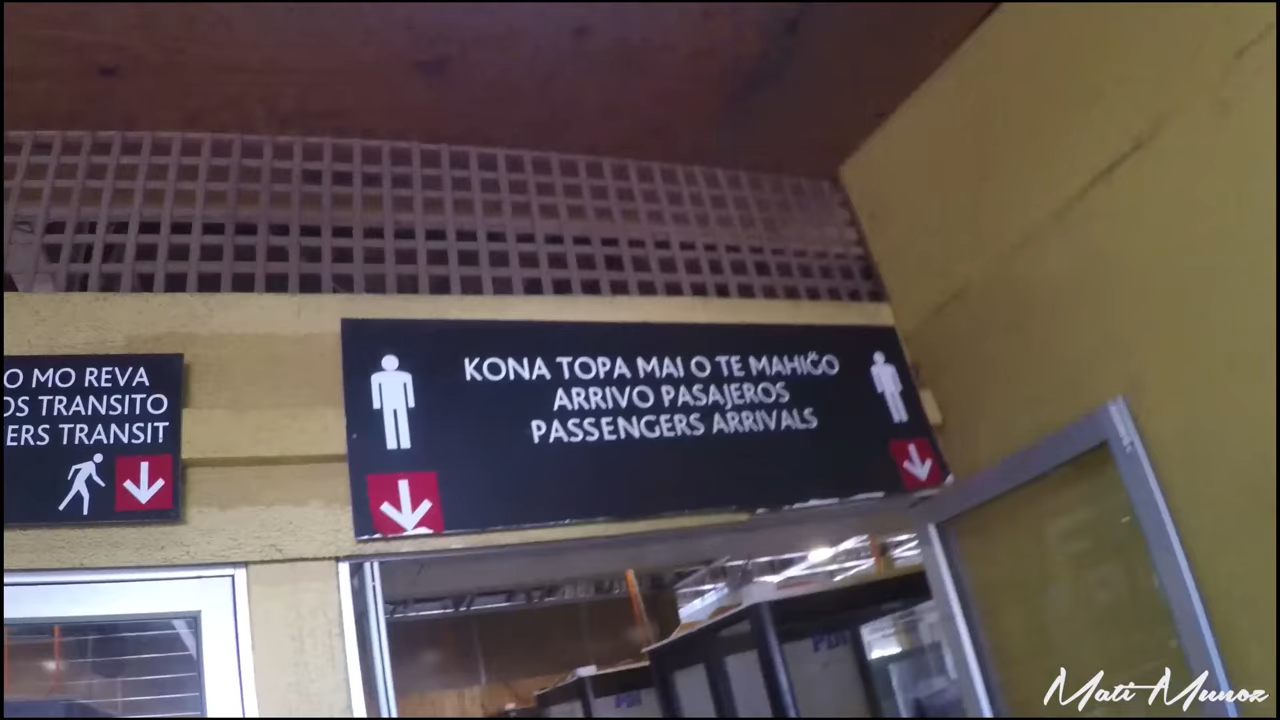 O MO REVA
OS TRANSITO
ERS TRANSIT
KONA TOPA MAI O TE MAHIĜO
ARRIVO PASAJEROS
PASSENGERS ARRIVALS
Mati Munoz